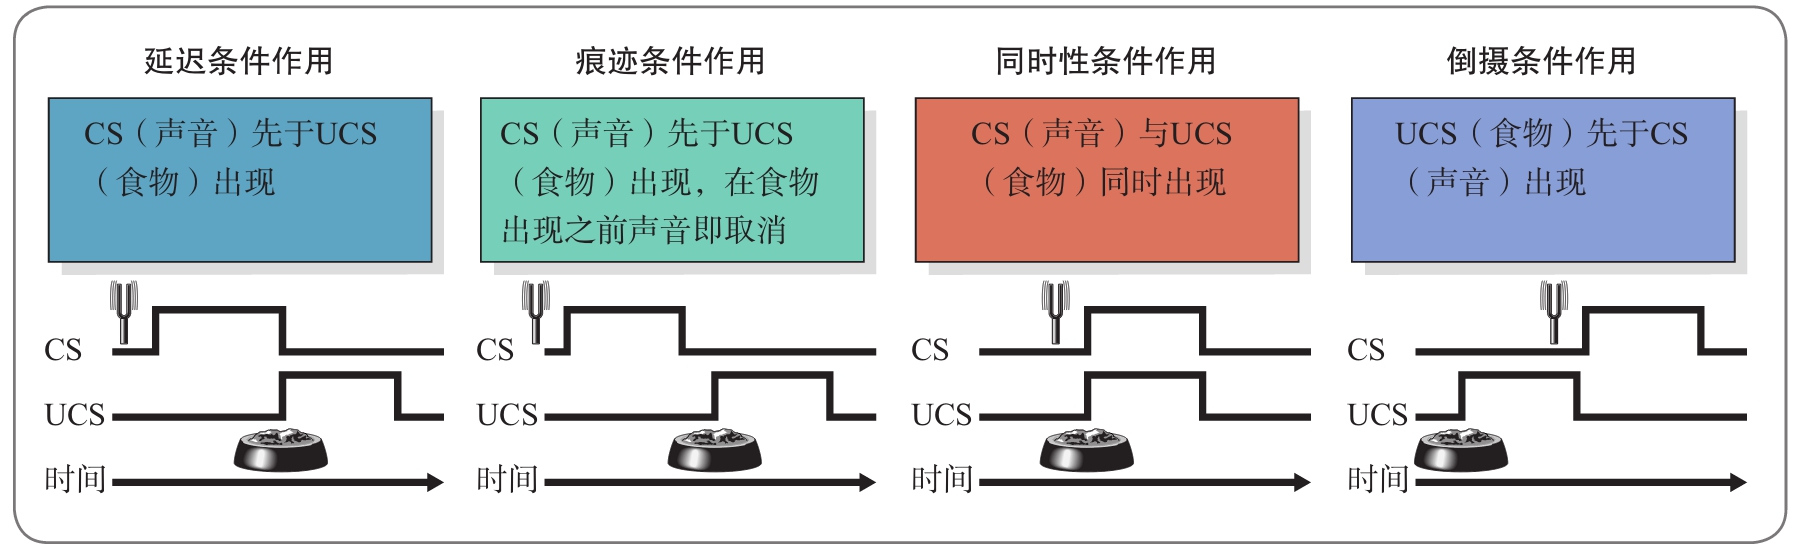 延迟条件作用
CS（声音）先于UCS
（食物）出现
CS
UCS
时间
痕迹条件作用
CS（声音）先于UCS
（食物）出现，在食物
出现之前声音即取消
CS
UCS
时间
同时性条件作用
CS（声音）与UCS
（食物）同时出现
CS
UCS
时间
倒摄条件作用
UCS（食物）先于CS
（声音）出现
CS
UCS
时间